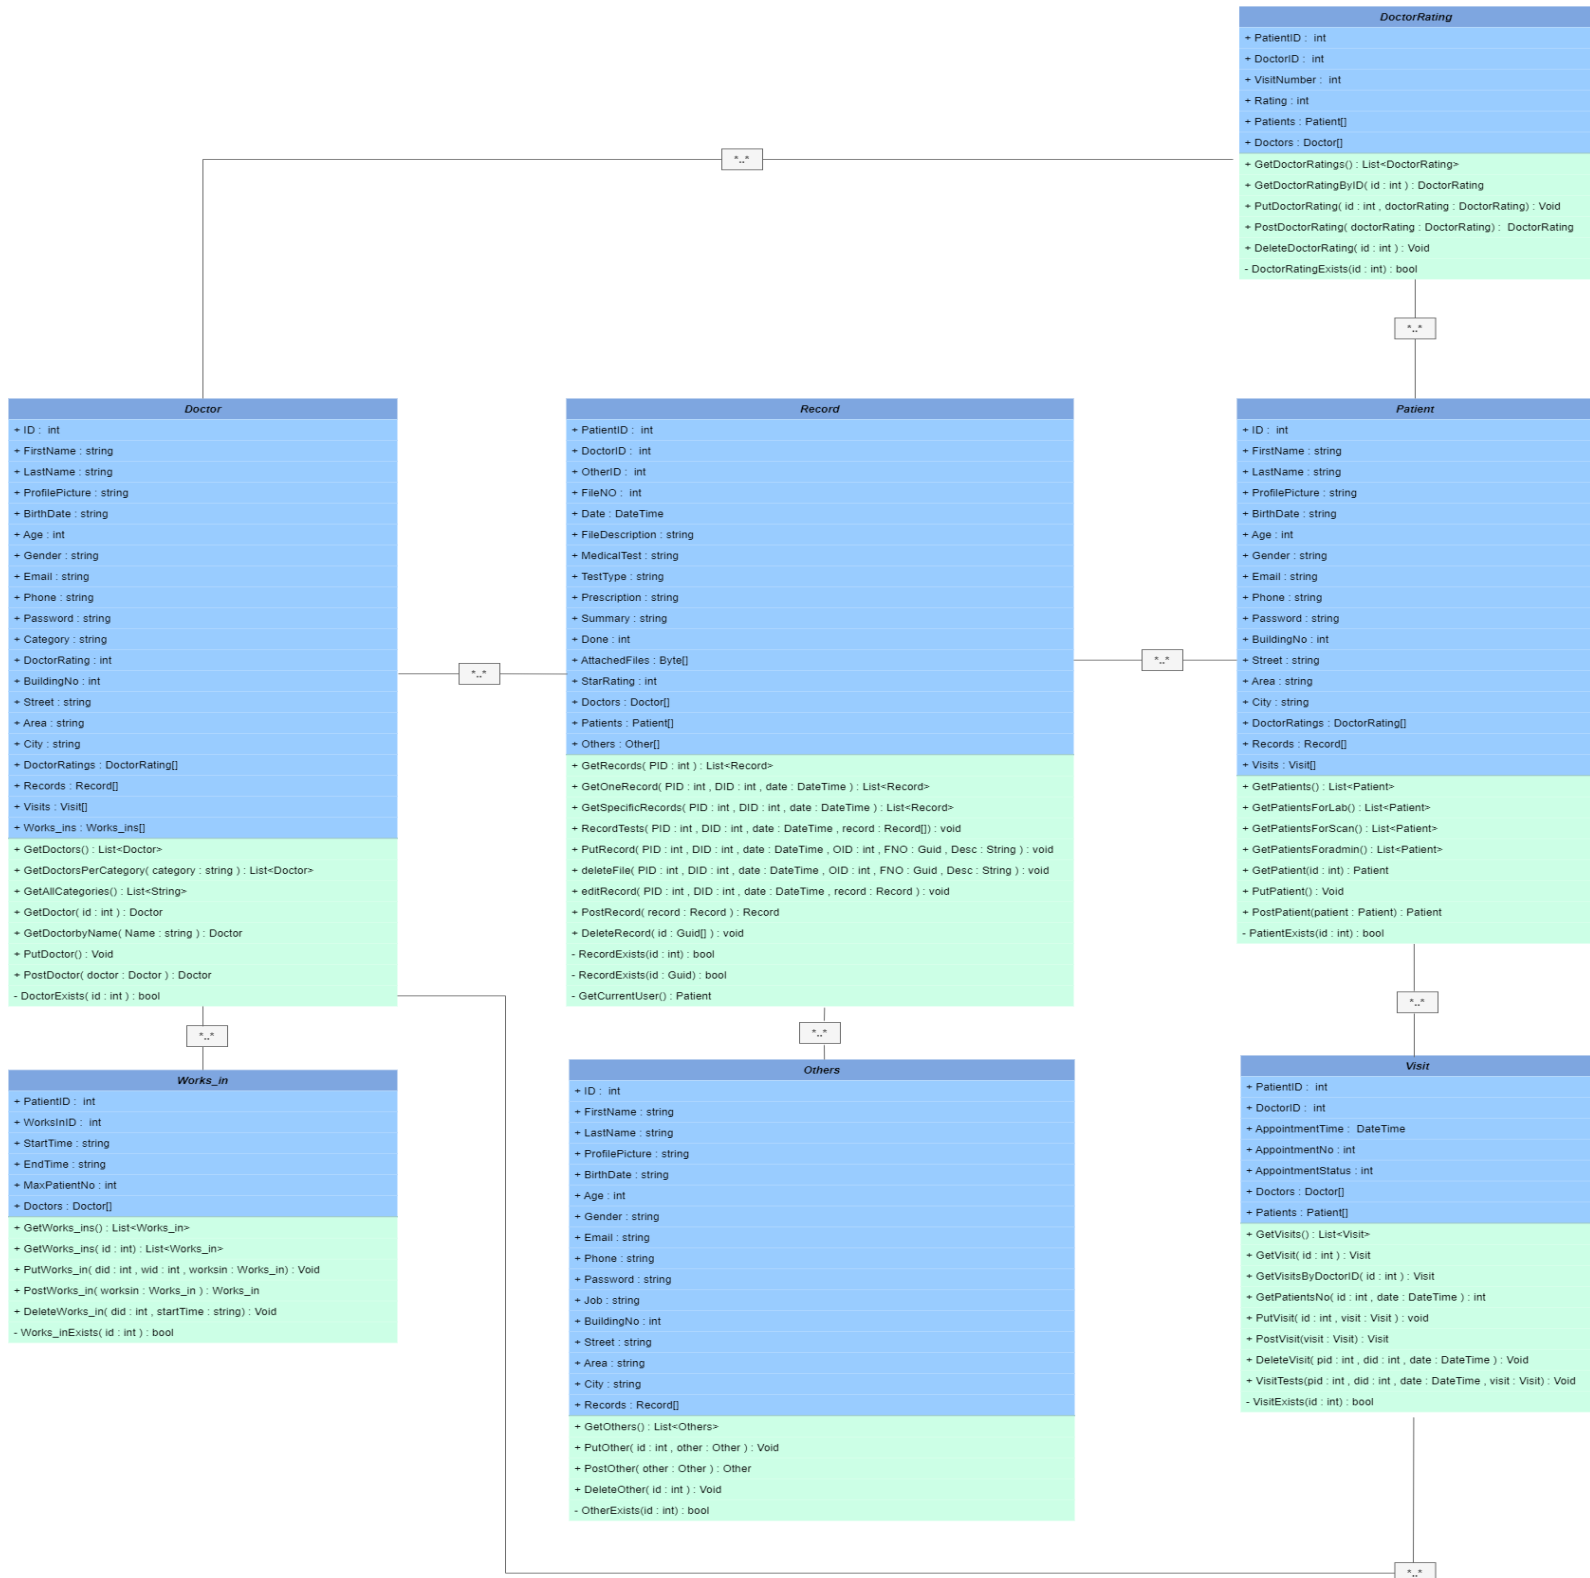 DoctorRating
+ PatientID :  int
+ DoctorID :  int
+ VisitNumber :  int
+ Rating : int
+ Patients : Patient[]
+ Doctors : Doctor[]
+ GetDoctorRatings() : List<DoctorRating>
+ GetDoctorRatingByID( id : int ) : DoctorRating
+ PutDoctorRating( id : int , doctorRating : DoctorRating) : Void
+ PostDoctorRating( doctorRating : DoctorRating) :  DoctorRating
+ DeleteDoctorRating( id : int ) : Void
- DoctorRatingExists(id : int) : bool
*..*
*..*
Doctor
+ ID :  int
+ FirstName : string
+ LastName : string
+ ProfilePicture : string
+ BirthDate : string
+ Age : int
+ Gender : string
+ Email : string
+ Phone : string
+ Password : string
+ Category : string
+ DoctorRating : int
+ BuildingNo : int
+ Street : string
+ Area : string
+ City : string
+ DoctorRatings : DoctorRating[]
+ Records : Record[]
+ Visits : Visit[]
+ Works_ins : Works_ins[]
+ GetDoctors() : List<Doctor>
+ GetDoctorsPerCategory( category : string ) : List<Doctor>
+ GetAllCategories() : List<String>
+ GetDoctor( id : int ) : Doctor
+ GetDoctorbyName( Name : string ) : Doctor
+ PutDoctor() : Void
+ PostDoctor( doctor : Doctor ) : Doctor
- DoctorExists( id : int ) : bool
*..*
Record
+ PatientID :  int
+ DoctorID :  int
+ OtherID :  int
+ FileNO :  int
+ Date : DateTime
+ FileDescription : string
+ MedicalTest : string
+ TestType : string
+ Prescription : string
+ Summary : string
+ Done : int
+ AttachedFiles : Byte[]
+ StarRating : int
+ Doctors : Doctor[]
+ Patients : Patient[]
+ Others : Other[]
+ GetRecords( PID : int ) : List<Record>
+ GetOneRecord( PID : int , DID : int , date : DateTime ) : List<Record>
+ GetSpecificRecords( PID : int , DID : int , date : DateTime ) : List<Record>
+ RecordTests( PID : int , DID : int , date : DateTime , record : Record[]) : void
+ PutRecord( PID : int , DID : int , date : DateTime , OID : int , FNO : Guid , Desc : String ) : void
+ deleteFile( PID : int , DID : int , date : DateTime , OID : int , FNO : Guid , Desc : String ) : void
+ editRecord( PID : int , DID : int , date : DateTime , record : Record ) : void
+ PostRecord( record : Record ) : Record
+ DeleteRecord( id : Guid[] ) : void
- RecordExists(id : int) : bool
- RecordExists(id : Guid) : bool
- GetCurrentUser() : Patient
*..*
Patient
+ ID :  int
+ FirstName : string
+ LastName : string
+ ProfilePicture : string
+ BirthDate : string
+ Age : int
+ Gender : string
+ Email : string
+ Phone : string
+ Password : string
+ BuildingNo : int
+ Street : string
+ Area : string
+ City : string
+ DoctorRatings : DoctorRating[]
+ Records : Record[]
+ Visits : Visit[]
+ GetPatients() : List<Patient>
+ GetPatientsForLab() : List<Patient>
+ GetPatientsForScan() : List<Patient>
+ GetPatientsForadmin() : List<Patient>
+ GetPatient(id : int) : Patient
+ PutPatient() : Void
+ PostPatient(patient : Patient) : Patient
- PatientExists(id : int) : bool
*..*
*..*
*..*
Works_in
+ PatientID :  int
+ WorksInID :  int
+ StartTime : string
+ EndTime : string
+ MaxPatientNo : int
+ Doctors : Doctor[]
+ GetWorks_ins() : List<Works_in>
+ GetWorks_ins( id : int) : List<Works_in>
+ PutWorks_in( did : int , wid : int , worksin : Works_in) : Void
+ PostWorks_in( worksin : Works_in ) : Works_in
+ DeleteWorks_in( did : int , startTime : string) : Void
- Works_inExists( id : int ) : bool
Others
+ ID :  int
+ FirstName : string
+ LastName : string
+ ProfilePicture : string
+ BirthDate : string
+ Age : int
+ Gender : string
+ Email : string
+ Phone : string
+ Password : string
+ Job : string
+ BuildingNo : int
+ Street : string
+ Area : string
+ City : string
+ Records : Record[]
+ GetOthers() : List<Others>
+ PutOther( id : int , other : Other ) : Void
+ PostOther( other : Other ) : Other
+ DeleteOther( id : int ) : Void
- OtherExists(id : int) : bool
Visit
+ PatientID :  int
+ DoctorID :  int
+ AppointmentTime :  DateTime
+ AppointmentNo : int
+ AppointmentStatus : int
+ Doctors : Doctor[]
+ Patients : Patient[]
+ GetVisits() : List<Visit>
+ GetVisit( id : int ) : Visit
+ GetVisitsByDoctorID( id : int ) : Visit
+ GetPatientsNo( id : int , date : DateTime ) : int
+ PutVisit( id : int , visit : Visit ) : void
+ PostVisit(visit : Visit) : Visit
+ DeleteVisit( pid : int , did : int , date : DateTime ) : Void
+ VisitTests(pid : int , did : int , date : DateTime , visit : Visit) : Void
- VisitExists(id : int) : bool
*..*